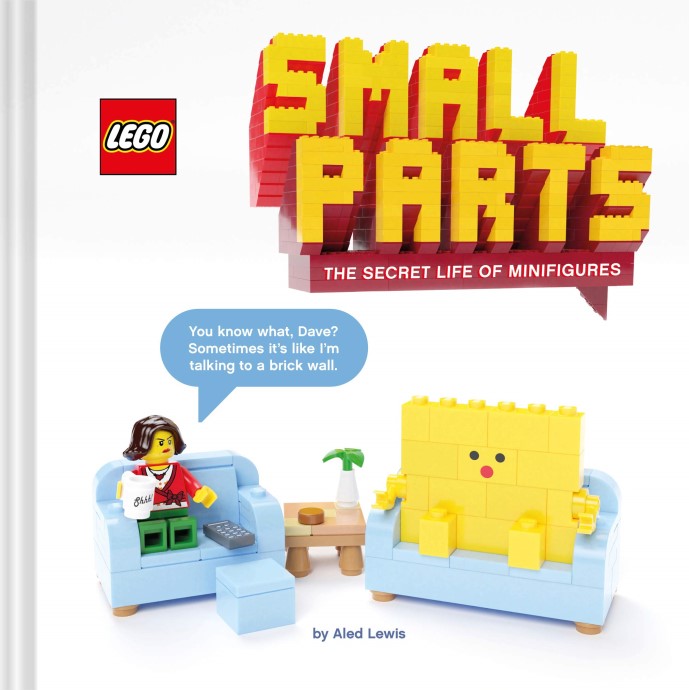 LEGO
SMALL
PARTS
THE SECRET LIFE OF MINIFIGURES
You know what, Dave?
Sometimes it's like I'm
talking to a brick wall.
Shhh!
by Aled Lewis